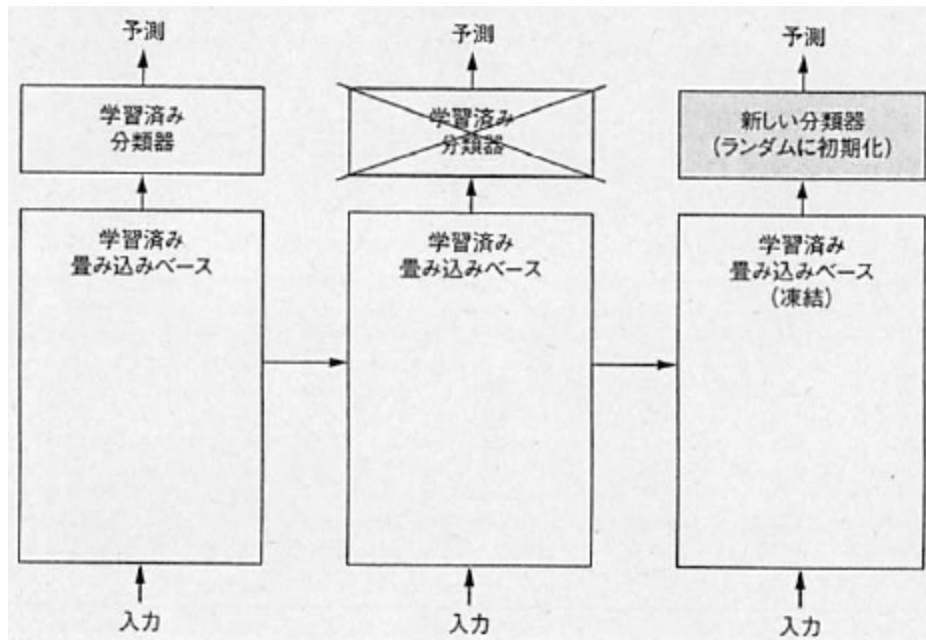 予測
学習済み
分類器
学習済み
畳み込みベース
入力
予測
学習済み
分類器
学習済み
畳み込みベース
入力
予測
新しい分類器
(ランダムに初期化)
学習済み
畳み込みベース
(凍結)
入力